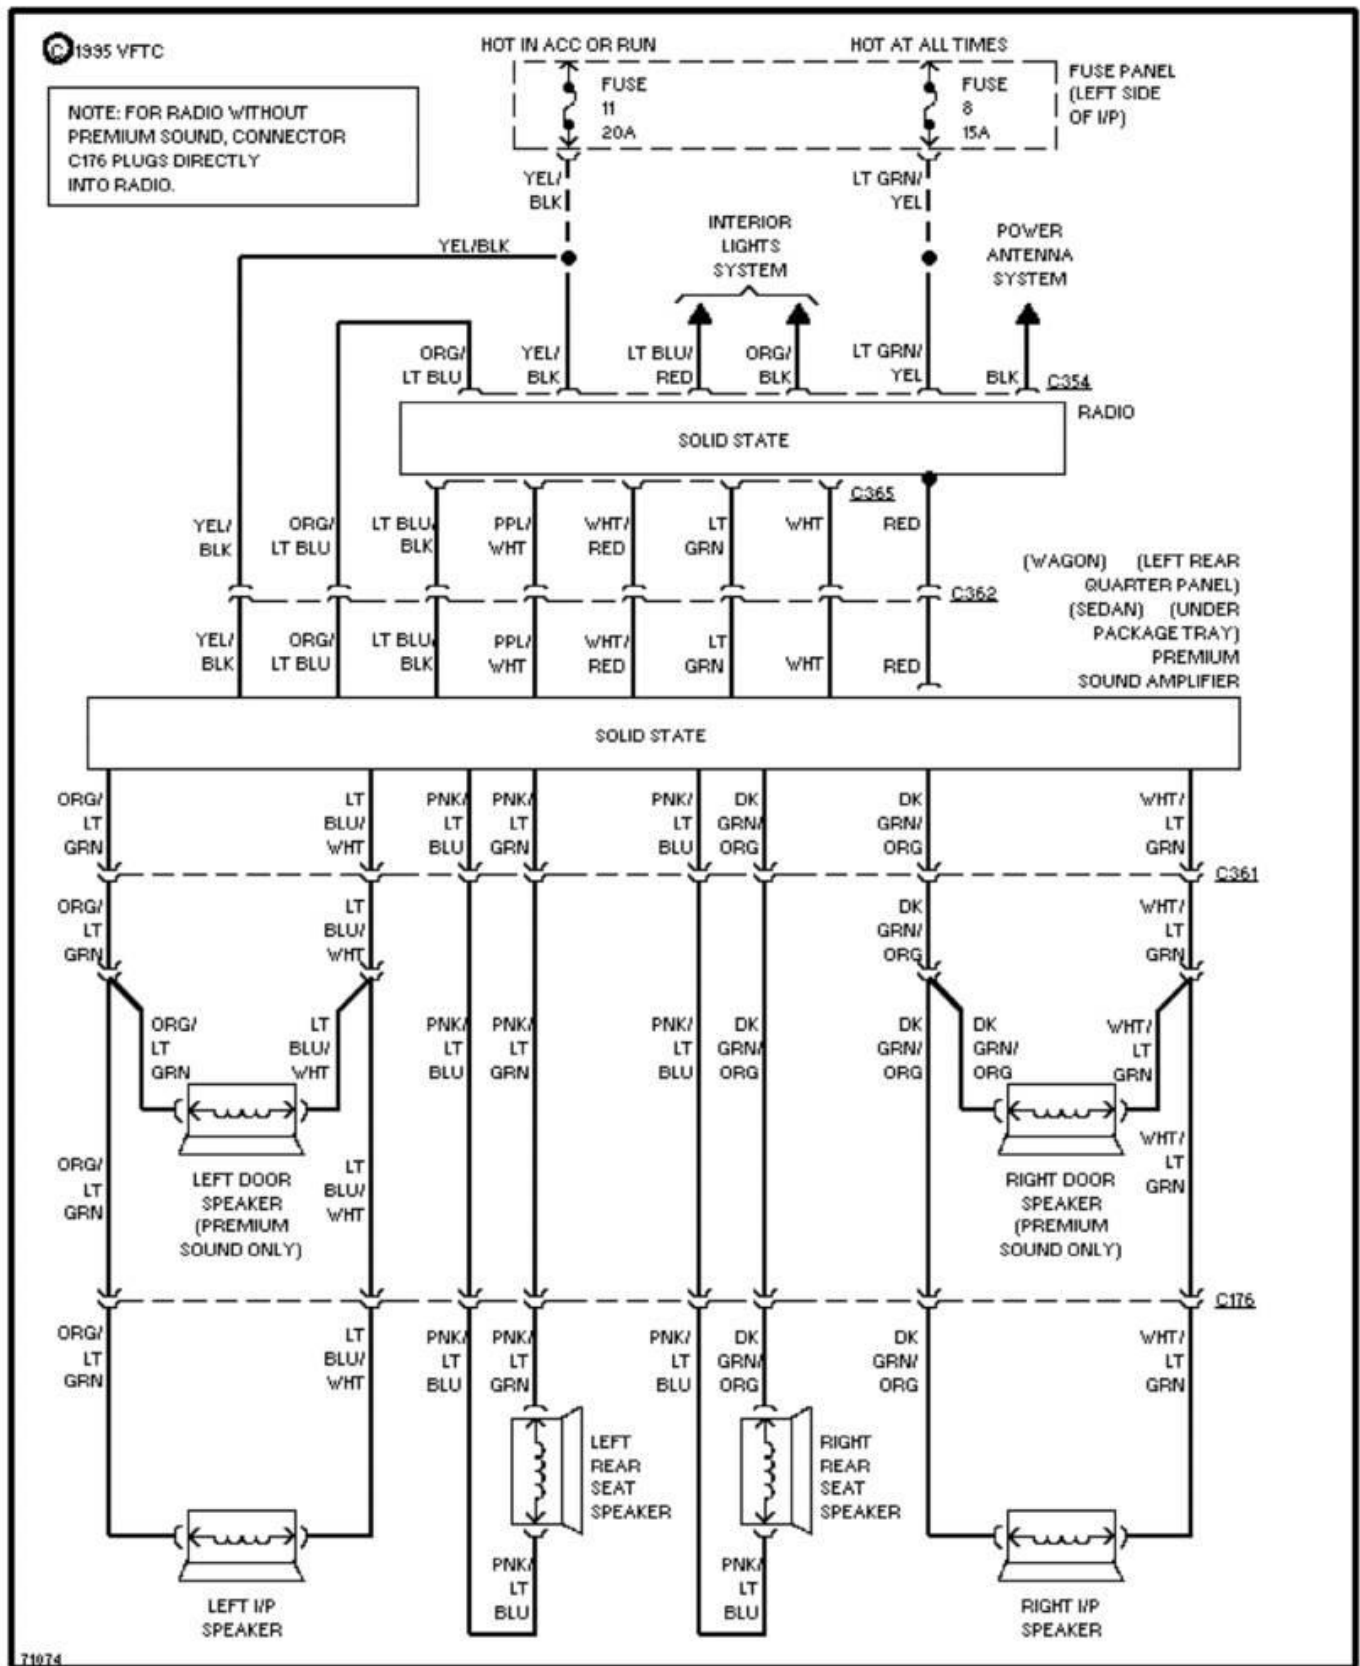 © 1995 VFTC
NOTE: FOR RADIO WITHOUT
PREMIUM SOUND, CONNECTOR
C176 PLUGS DIRECTLY
INTO RADIO.
HOT IN ACC OR RUN
HOT AT ALL TIMES
FUSE
11
20A
FUSE
8
15A
FUSE PANEL
(LEFT SIDE
OF I/P)
YEL/
BLK
LT GRN/
YEL
YEL/BLK
INTERIOR
LIGHTS
SYSTEM
POWER
ANTENNA
SYSTEM
ORG/
LT BLU
YEL/
BLK
LT BLU/
RED
ORG/
BLK
LT GRN/
YEL
BLK
C354
RADIO
SOLID STATE
C365
YEL/
BLK
ORG/
LT BLU
LT BLU/
BLK
PPL/
WHT
WHT/
RED
LT
GRN
WHT
RED
C362
(WAGON) (LEFT REAR
QUARTER PANEL)
(SEDAN) (UNDER
PACKAGE TRAY)
PREMIUM
SOUND AMPLIFIER
YEL/
BLK
ORG/
LT BLU
LT BLU/
BLK
PPL/
WHT
WHT/
RED
LT
GRN
WHT
RED
SOLID STATE
ORG/
LT
GRN
LT
BLU/
WHT
PNK/
LT
BLU
PNK/
LT
GRN
PNK/
LT
BLU
DK
GRN/
ORG
DK
GRN/
ORG
WHT/
LT
GRN
C361
ORG/
LT
GRN
LT
BLU/
WHT
DK
GRN/
ORG
WHT/
LT
GRN
ORG/
LT
GRN
LT
BLU/
WHT
PNK/
LT
BLU
PNK/
LT
GRN
PNK/
LT
BLU
DK
GRN/
ORG
DK
GRN/
ORG
DK
GRN/
ORG
WHT/
LT
GRN
LEFT DOOR
SPEAKER
(PREMIUM
SOUND ONLY)
RIGHT DOOR
SPEAKER
(PREMIUM
SOUND ONLY)
ORG/
LT
GRN
LT
BLU/
WHT
WHT/
LT
GRN
C176
ORG/
LT
GRN
LT
BLU/
WHT
PNK/
LT
BLU
PNK/
LT
GRN
PNK/
LT
BLU
DK
GRN/
ORG
DK
GRN/
ORG
WHT/
LT
GRN
LEFT
REAR
SEAT
SPEAKER
RIGHT
REAR
SEAT
SPEAKER
PNK/
LT
BLU
PNK/
LT
BLU
LEFT I/P
SPEAKER
RIGHT I/P
SPEAKER
71074